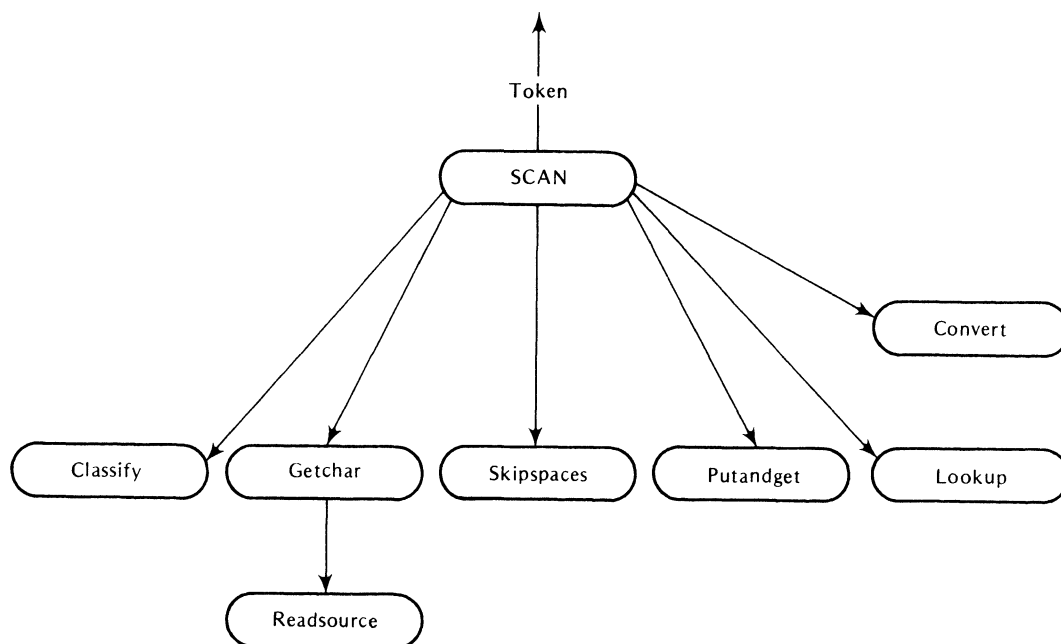 Token
SCAN
Convert
Classify
Getchar
Skipspaces
Putandget
Lookup
Readsource